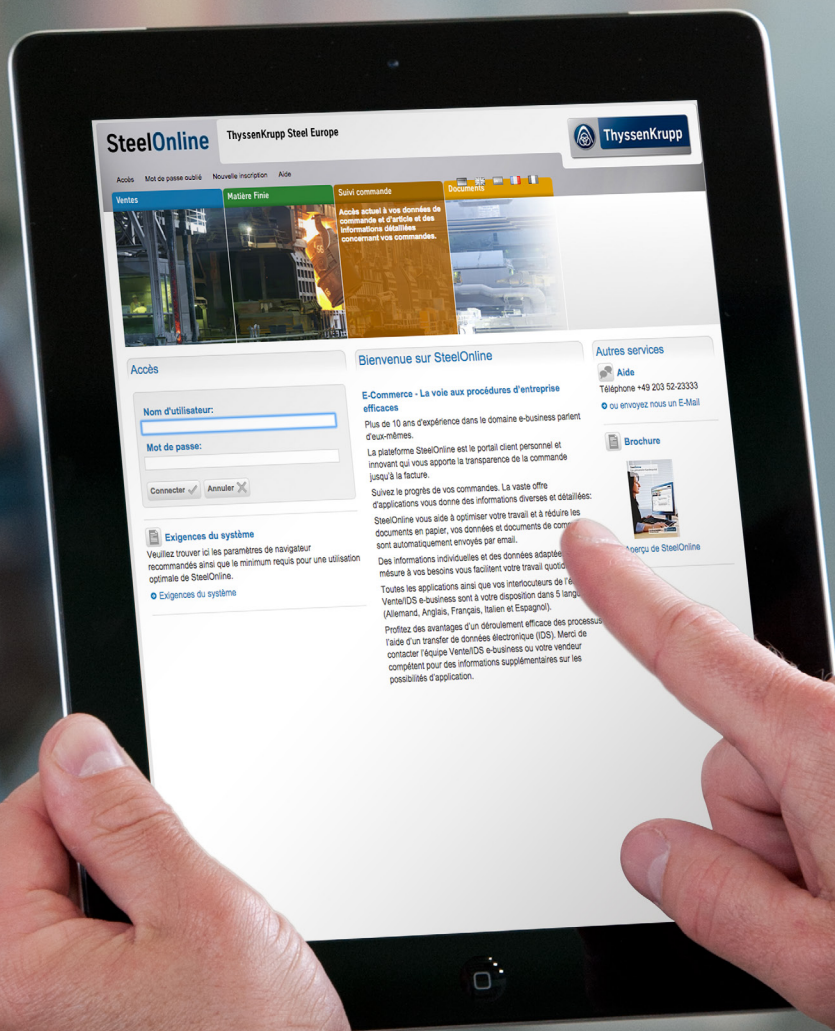 SteelOnline
ThyssenKrupp Steel Europe
ThyssenKrupp
Accès Mot de passe oublié Nouvelle inscription Aide
Ventes
Matière Finie
Suivi commande
Documents
Accès actuel à vos données de
commande et d'article et des
informations détaillées
concernant vos commandes.
Accès
Nom d'utilisateur:
Mot de passe:
Connecter
Annuler
Exigences du système
Veuillez trouver ici les paramètres de navigateur
recommandés ainsi que le minimum requis pour une utilisation
optimale de SteelOnline.
Exigences du système
Bienvenue sur SteelOnline
E-Commerce - La voie aux procédures d'entreprise
efficaces
Plus de 10 ans d'expérience dans le domaine e-business parlent
d'eux-mêmes.
La plateforme SteelOnline est le portail client personnel et
innovant qui vous apporte la transparence de la commande
jusqu'à la facture.
Suivez le progrès de vos commandes. La vaste offre
d'applications vous donne des informations diverses et détaillées:
SteelOnline vous aide à optimiser votre travail et à réduire les
documents en papier, vos données et documents de
sont automatiquement envoyés par email.
Des informations individuelles et des données
mésure à vos besoins vous facilitent votre travail
Toutes les applications ainsi que vos interlocuteurs de
Vente/IDS e-business sont à votre disposition dans 5
(Allemand, Anglais, Français, Italien et Espagnol).
Profitez des avantages d'un déroulement efficace des processus
l'aide d'un transfer de données électronique (IDS). Merci de
contacter l'équipe Vente/IDS e-business ou votre vendeur
compétent pour des informations supplémentaires sur les
possibilités d'application.
Autres services
Aide
Téléphone +49 203 52-23333
ou envoyez nous un E-Mail
Brochure
Aperçu de SteelOnline